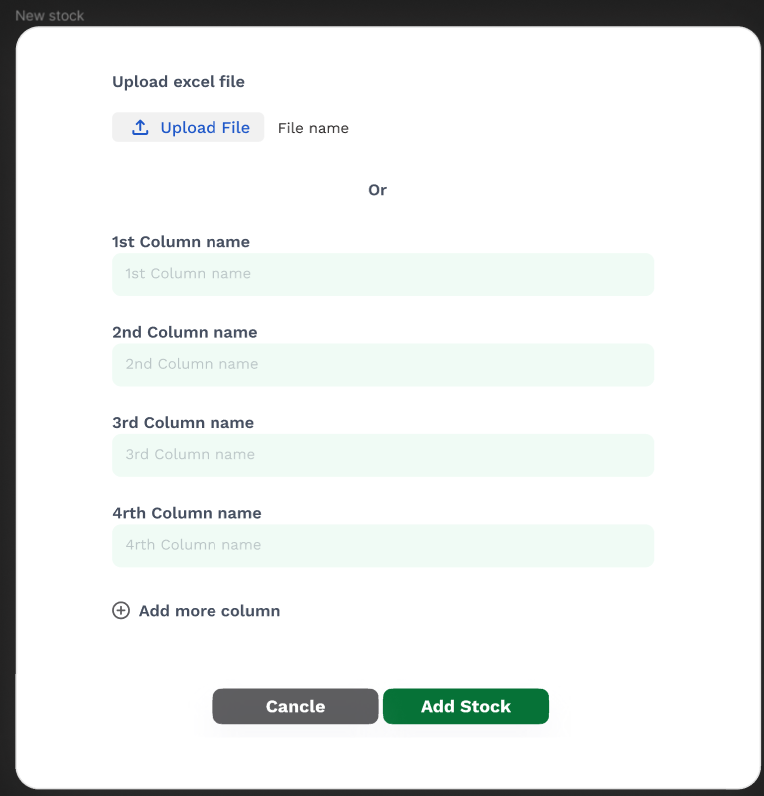 New stock
Upload excel file
Upload File File name
Or
1st Column name
1st Column name
2nd Column name
2nd Column name
3rd Column name
3rd Column name
4rth Column name
4rth Column name
Add more column
Cancle Add Stock